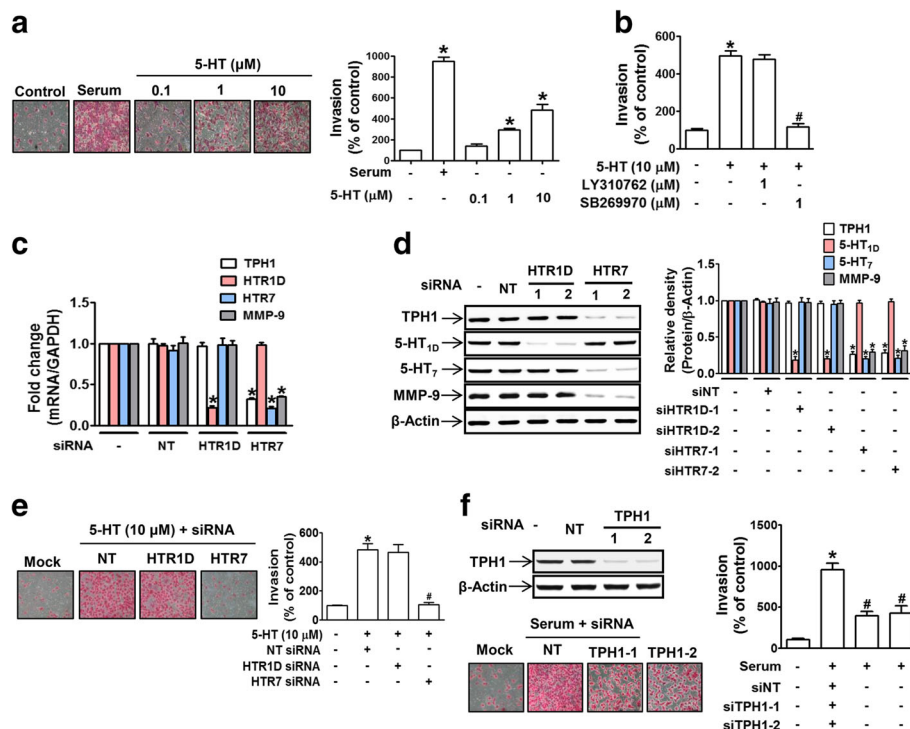 a
5-HT (μM)
Control Serum 0.1 1 10
Invasion
(% of control)
1000
800
600
400
200
0
* * *
Serum - + - - -
5-HT (μM) - - 0.1 1 10
b
Invasion
(% of control)
600
400
200
0
* #
5-HT (10 μM) - + + +
LY310762 (μM) - - 1 -
SB269970 (μM) - - - 1
c
TPH1
HTR1D
HTR7
MMP-9
Fold change
(mRNA/GAPDH)
1.5
1.0
0.5
0.0
* * * *
siRNA - NT HTR1D HTR7
d
HTR1D HTR7
siRNA - NT 1 2 1 2
TPH1
5-HT1D
5-HT7
MMP-9
β-Actin
TPH1
5-HT1D
5-HT7
MMP-9
Relative density
(Protein/β-Actin)
1.5
1.0
0.5
0.0
* * * * * * * *
siNT - + - - - -
siHTR1D-1 - - + - - -
siHTR1D-2 - - - + - -
siHTR7-1 - - - - + -
siHTR7-2 - - - - - +
e
5-HT (10 μM) + siRNA
Mock NT HTR1D HTR7
Invasion
(% of control)
600
400
200
0
* #
5-HT (10 μM) - + + +
NT siRNA - + - -
HTR1D siRNA - - + -
HTR7 siRNA - - - +
f
TPH1
siRNA - NT 1 2
TPH1
β-Actin
Serum + siRNA
Mock NT TPH1-1 TPH1-2
Invasion
(% of control)
1500
1000
500
0
* # #
Serum - + + +
siNT - + - -
siTPH1-1 - + - -
siTPH1-2 - + - -